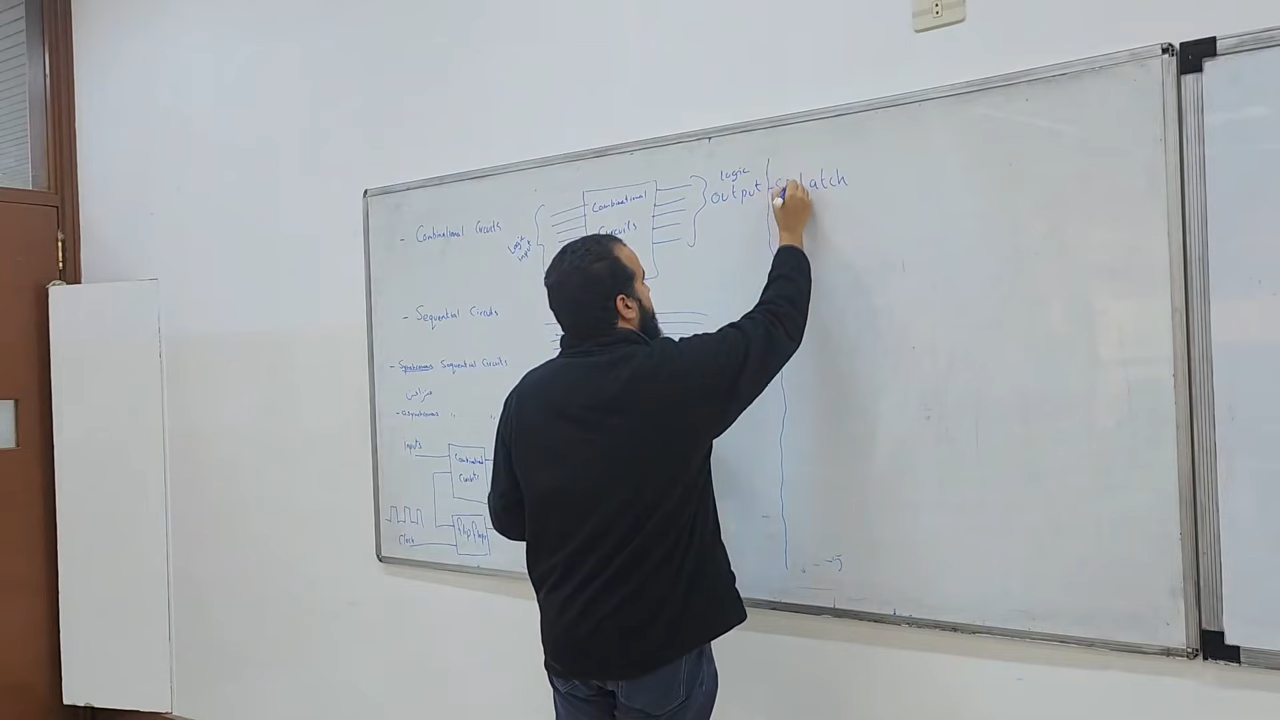 - Combinational Circuits
Logic
input
Combinational
Circuits
logic
output
latch
- Sequential Circuits
- Synchronous Sequential Circuits
- asynchronous " "
Inputs
Combinational
Circuits
Clock
flip flops